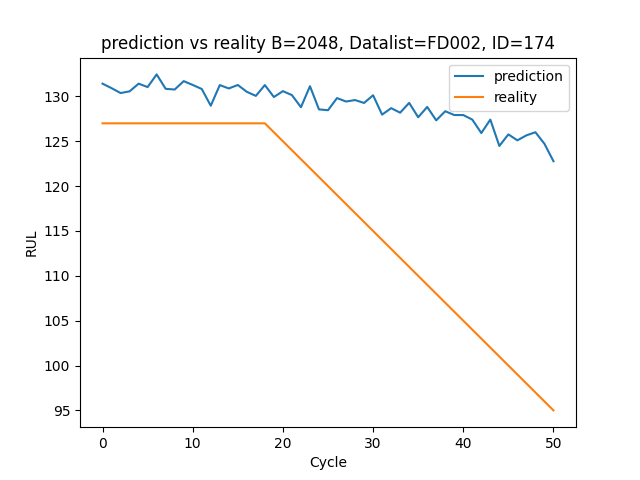 prediction vs reality B=2048, Datalist=FD002, ID=174
prediction
reality
RUL
130
125
120
115
110
105
100
95
0 10 20 30 40 50
Cycle